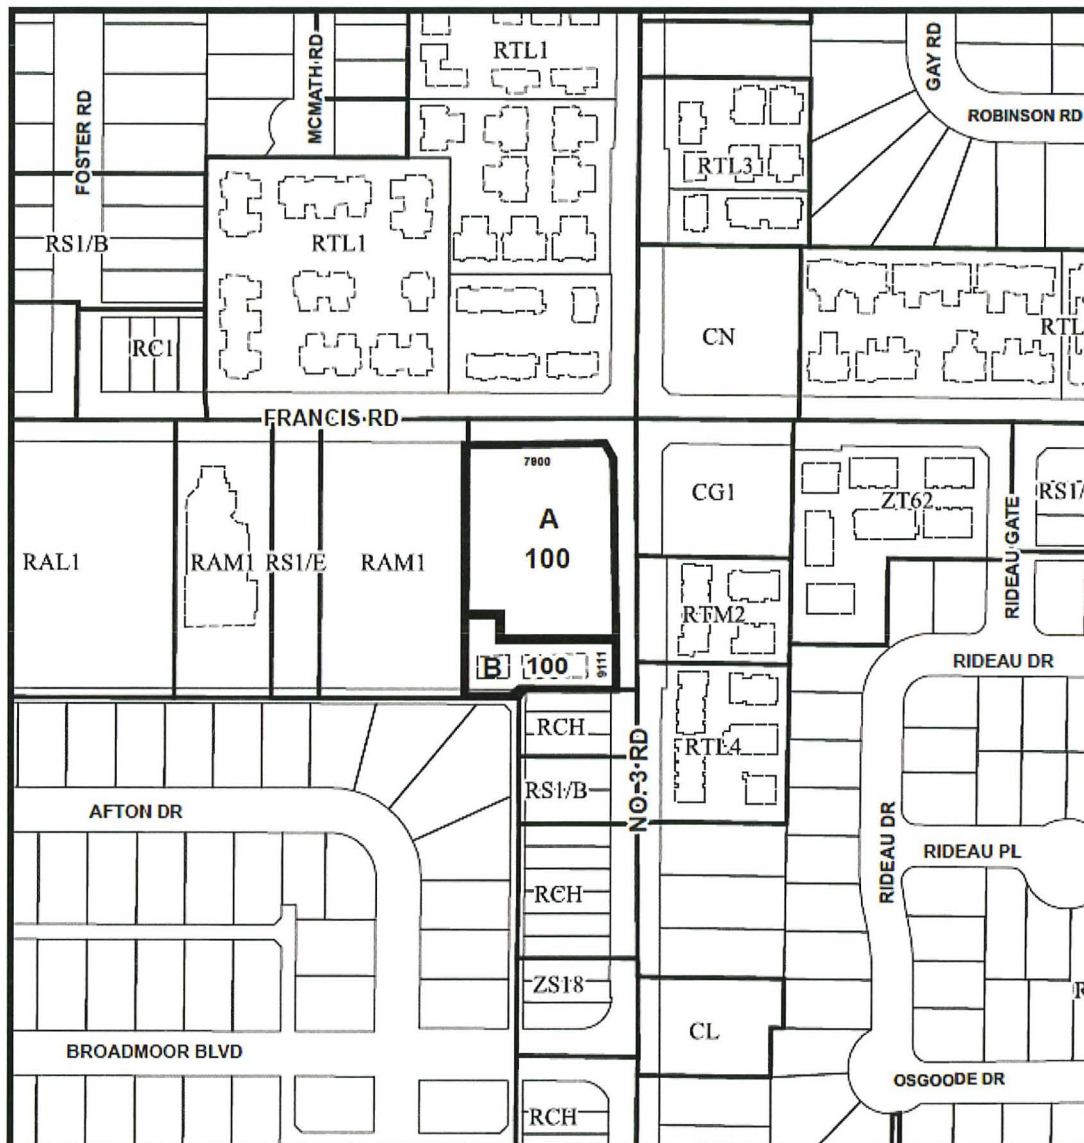 RTL1
MCMATH RD
GAY RD
ROBINSON RD
FOSTER RD
RTL3
RS1/B
RTL1
RC1
CN
RTL
FRANCIS RD
7800
A
100
CG1
ZT62
RS1/
RIDEAU GATE
RAL1
RAM1
RS1/E
RAM1
RTM2
B
100
9111
RIDEAU DR
RCH
RTL4
NO. 3 RD
RS1/B
AFTON DR
RIDEAU DR
RIDEAU PL
RCH
ZS18
R
CL
BROADMOOR BLVD
OSGOODE DR
RCH